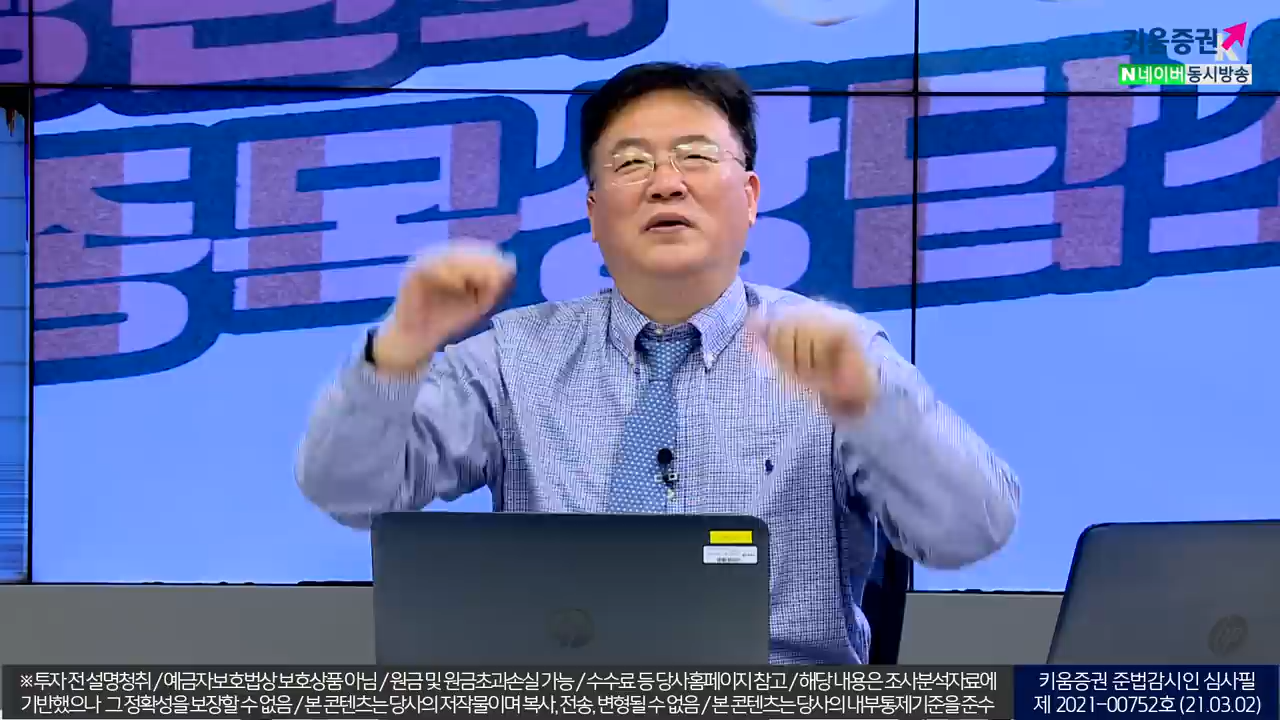 키움증권
N 네이버 동시방송
종목상담소
※ 투자 전 설명청취 / 예금자보호법상 보호상품 아님 / 원금 및 원금초과손실 가능 / 수수료 등 당사홈페이지 참고 / 해당 내용은 조사분석자료에
기반했으나 그 정확성을 보장할 수 없음 / 본 콘텐츠는 당사의 저작물이며 복사, 전송, 변형될 수 없음 / 본 콘텐츠는 당사의 내부통제기준을 준수
키움증권 준법감시인 심사필
제 2021-00752호 (21.03.02)